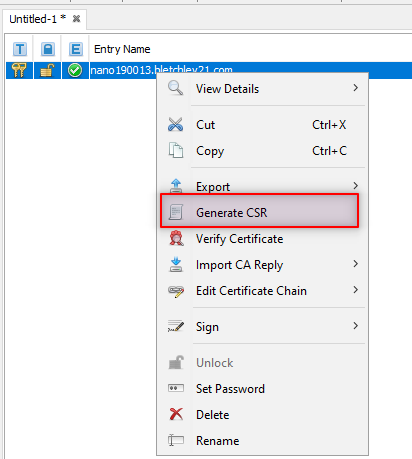 Untitled-1 *
T E Entry Name
nano190013.bletchley21.com
View Details
Cut Ctrl+X
Copy Ctrl+C
Export
Generate CSR
Verify Certificate
Import CA Reply
Edit Certificate Chain
Sign
Unlock
Set Password
Delete
Rename